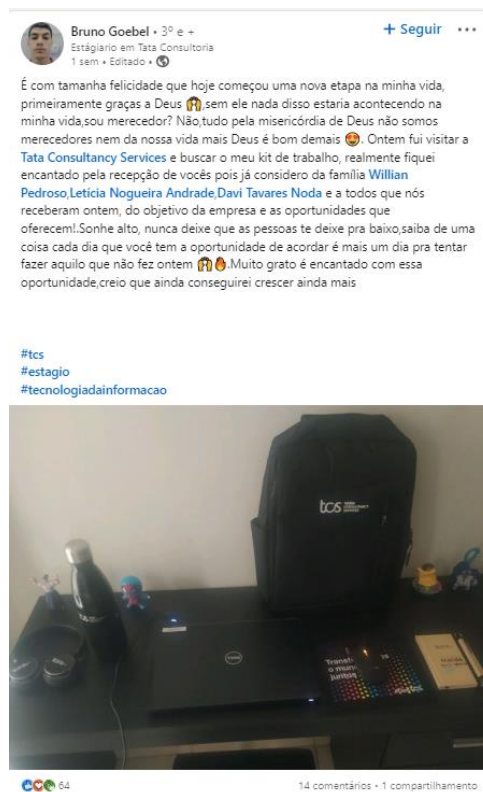 Bruno Goebel • 3º e +
+ Seguir
Estágiario em Tata Consultoria
1 sem • Editado •
É com tamanha felicidade que hoje começou uma nova etapa na minha vida,
primeiramente graças a Deus 🙌,sem ele nada disso estaria acontecendo na
minha vida,sou merecedor? Não,tudo pela misericórdia de Deus não somos
merecedores nem da nossa vida mais Deus é bom demais 😍. Ontem fui visitar a
Tata Consultancy Services e buscar o meu kit de trabalho, realmente fiquei
encantado pela recepção de vocês pois já considero da família Willian
Pedroso,Letícia Nogueira Andrade,Davi Tavares Noda e a todos que nós
receberam ontem, do objetivo da empresa e as oportunidades que
oferecem!.Sonhe alto, nunca deixe que as pessoas te deixe pra baixo,saiba de uma
coisa cada dia que você tem a oportunidade de acordar é mais um dia pra tentar
fazer aquilo que não fez ontem 🙌🔥.Muito grato é encantado com essa
oportunidade,creio que ainda conseguirei crescer ainda mais
#tcs
#estagio
#tecnologiadainformacao
tcs TATA
CONSULTANCY
SERVICES
tcs
DELL
o mun
juntos
64
14 comentários • 1 compartilhamento